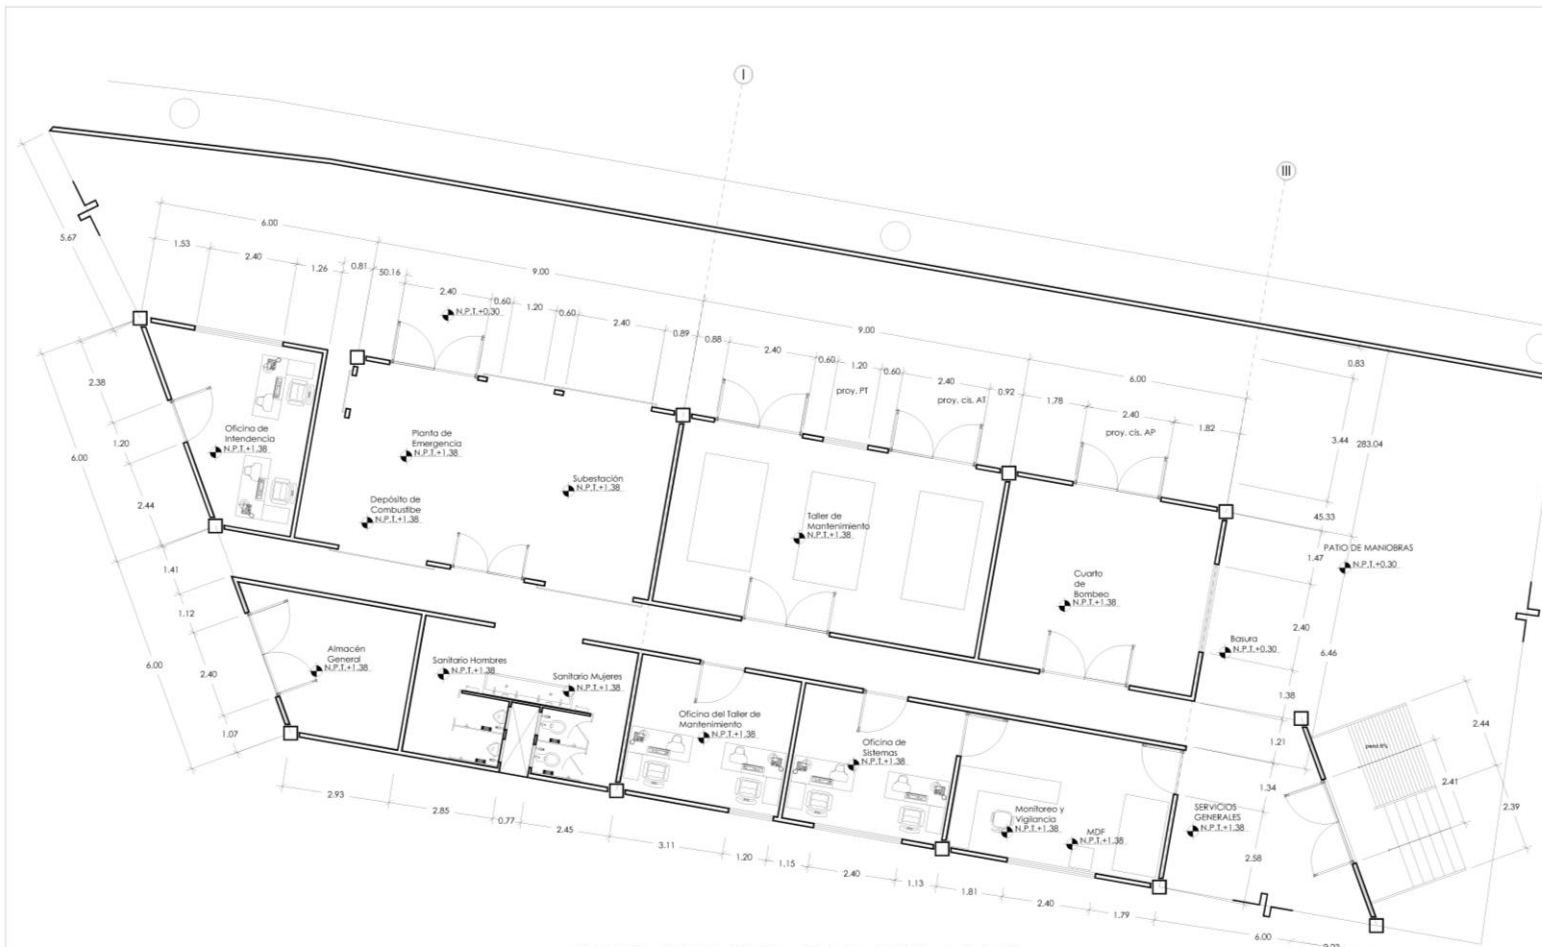 I
III
5.67
6.00
1.53
2.40
1.26
0.81
50.16
9.00
2.40
0.60
1.20
0.60
2.40
0.89
N.P.T.+0.30
0.88
2.40
0.60
1.20
0.60
2.40
0.92
9.00
proy. PT
proy. cis. AT
6.00
1.78
2.40
1.82
proy. cis. AP
0.83
3.44
283.04
45.33
2.38
1.20
2.44
6.00
1.41
1.12
2.40
1.07
6.00
Oficina de
Intendencia
N.P.T.+1.38
Planta de
Emergencia
N.P.T.+1.38
Depósito de
Combustibe
N.P.T.+1.38
Subestación
N.P.T.+1.38
Taller de
Mantenimiento
N.P.T.+1.38
Cuarto
de
Bombeo
N.P.T.+1.38
PATIO DE MANIOBRAS
N.P.T.+0.30
1.47
2.40
6.46
1.38
Basura
N.P.T.+0.30
Almacén
General
N.P.T.+1.38
Sanitario Hombres
N.P.T.+1.38
Sanitario Mujeres
N.P.T.+1.38
Oficina del Taller de
Mantenimiento
N.P.T.+1.38
Oficina de
Sistemas
N.P.T.+1.38
Monitoreo y
Vigilancia
N.P.T.+1.38
MDF
N.P.T.+1.38
SERVICIOS
GENERALES
N.P.T.+1.38
1.21
1.34
2.58
2.44
2.41
2.39
2.93
2.85
0.77
2.45
3.11
1.20
1.15
2.40
1.13
1.81
2.40
1.79
6.00